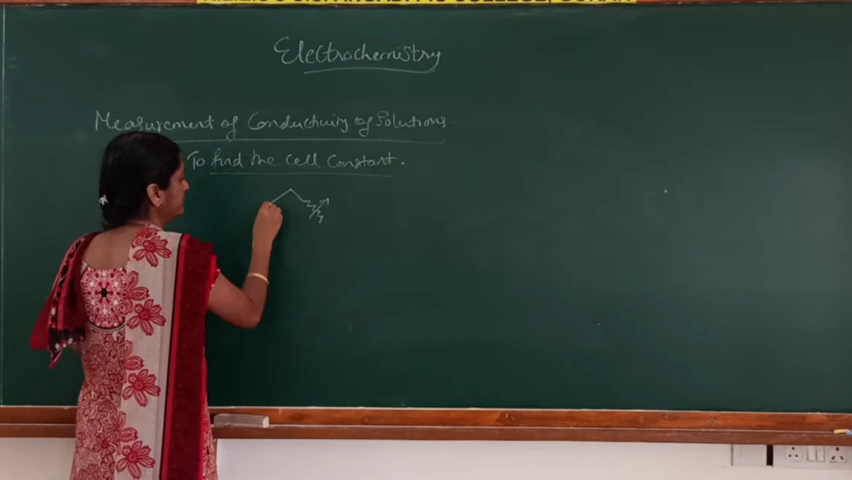 Electrochemistry
Measurement of Conductivity of Solutions.
To find the Cell Constant.